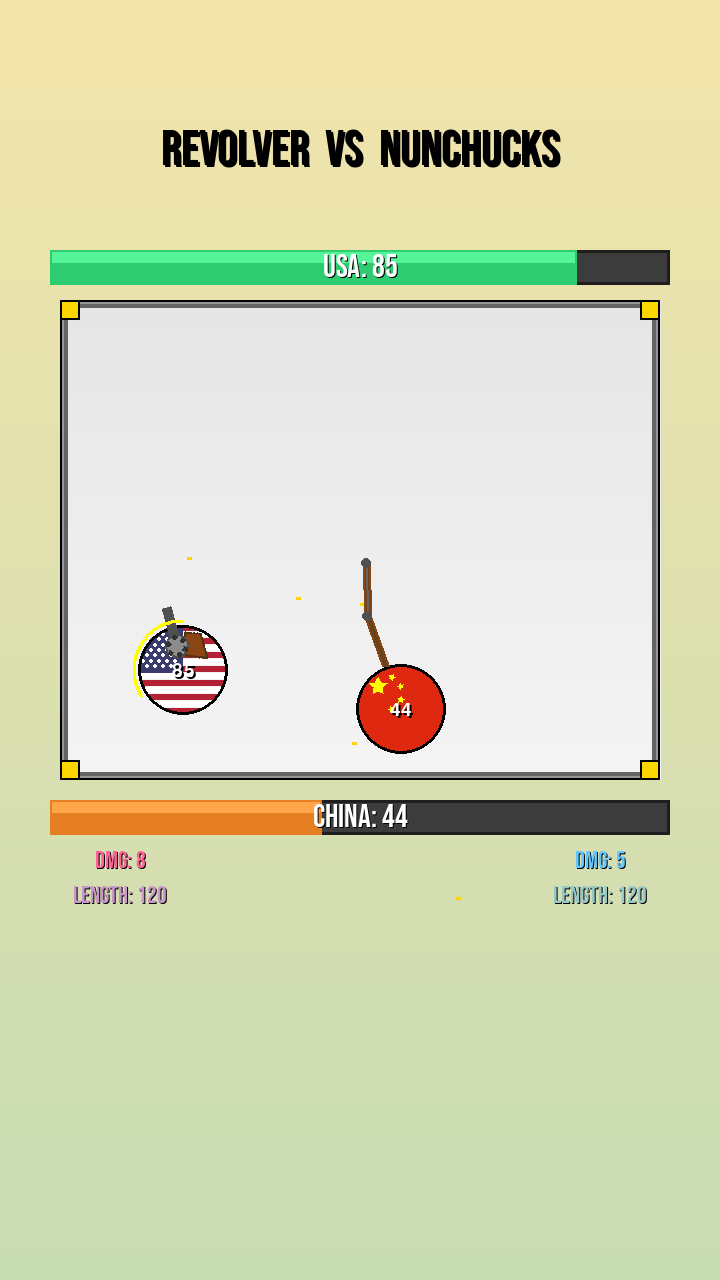 REVOLVER VS NUNCHUCKS
USA: 85
85
44
CHINA: 44
DMG: 8
DMG: 5
LENGTH: 120
LENGTH: 120